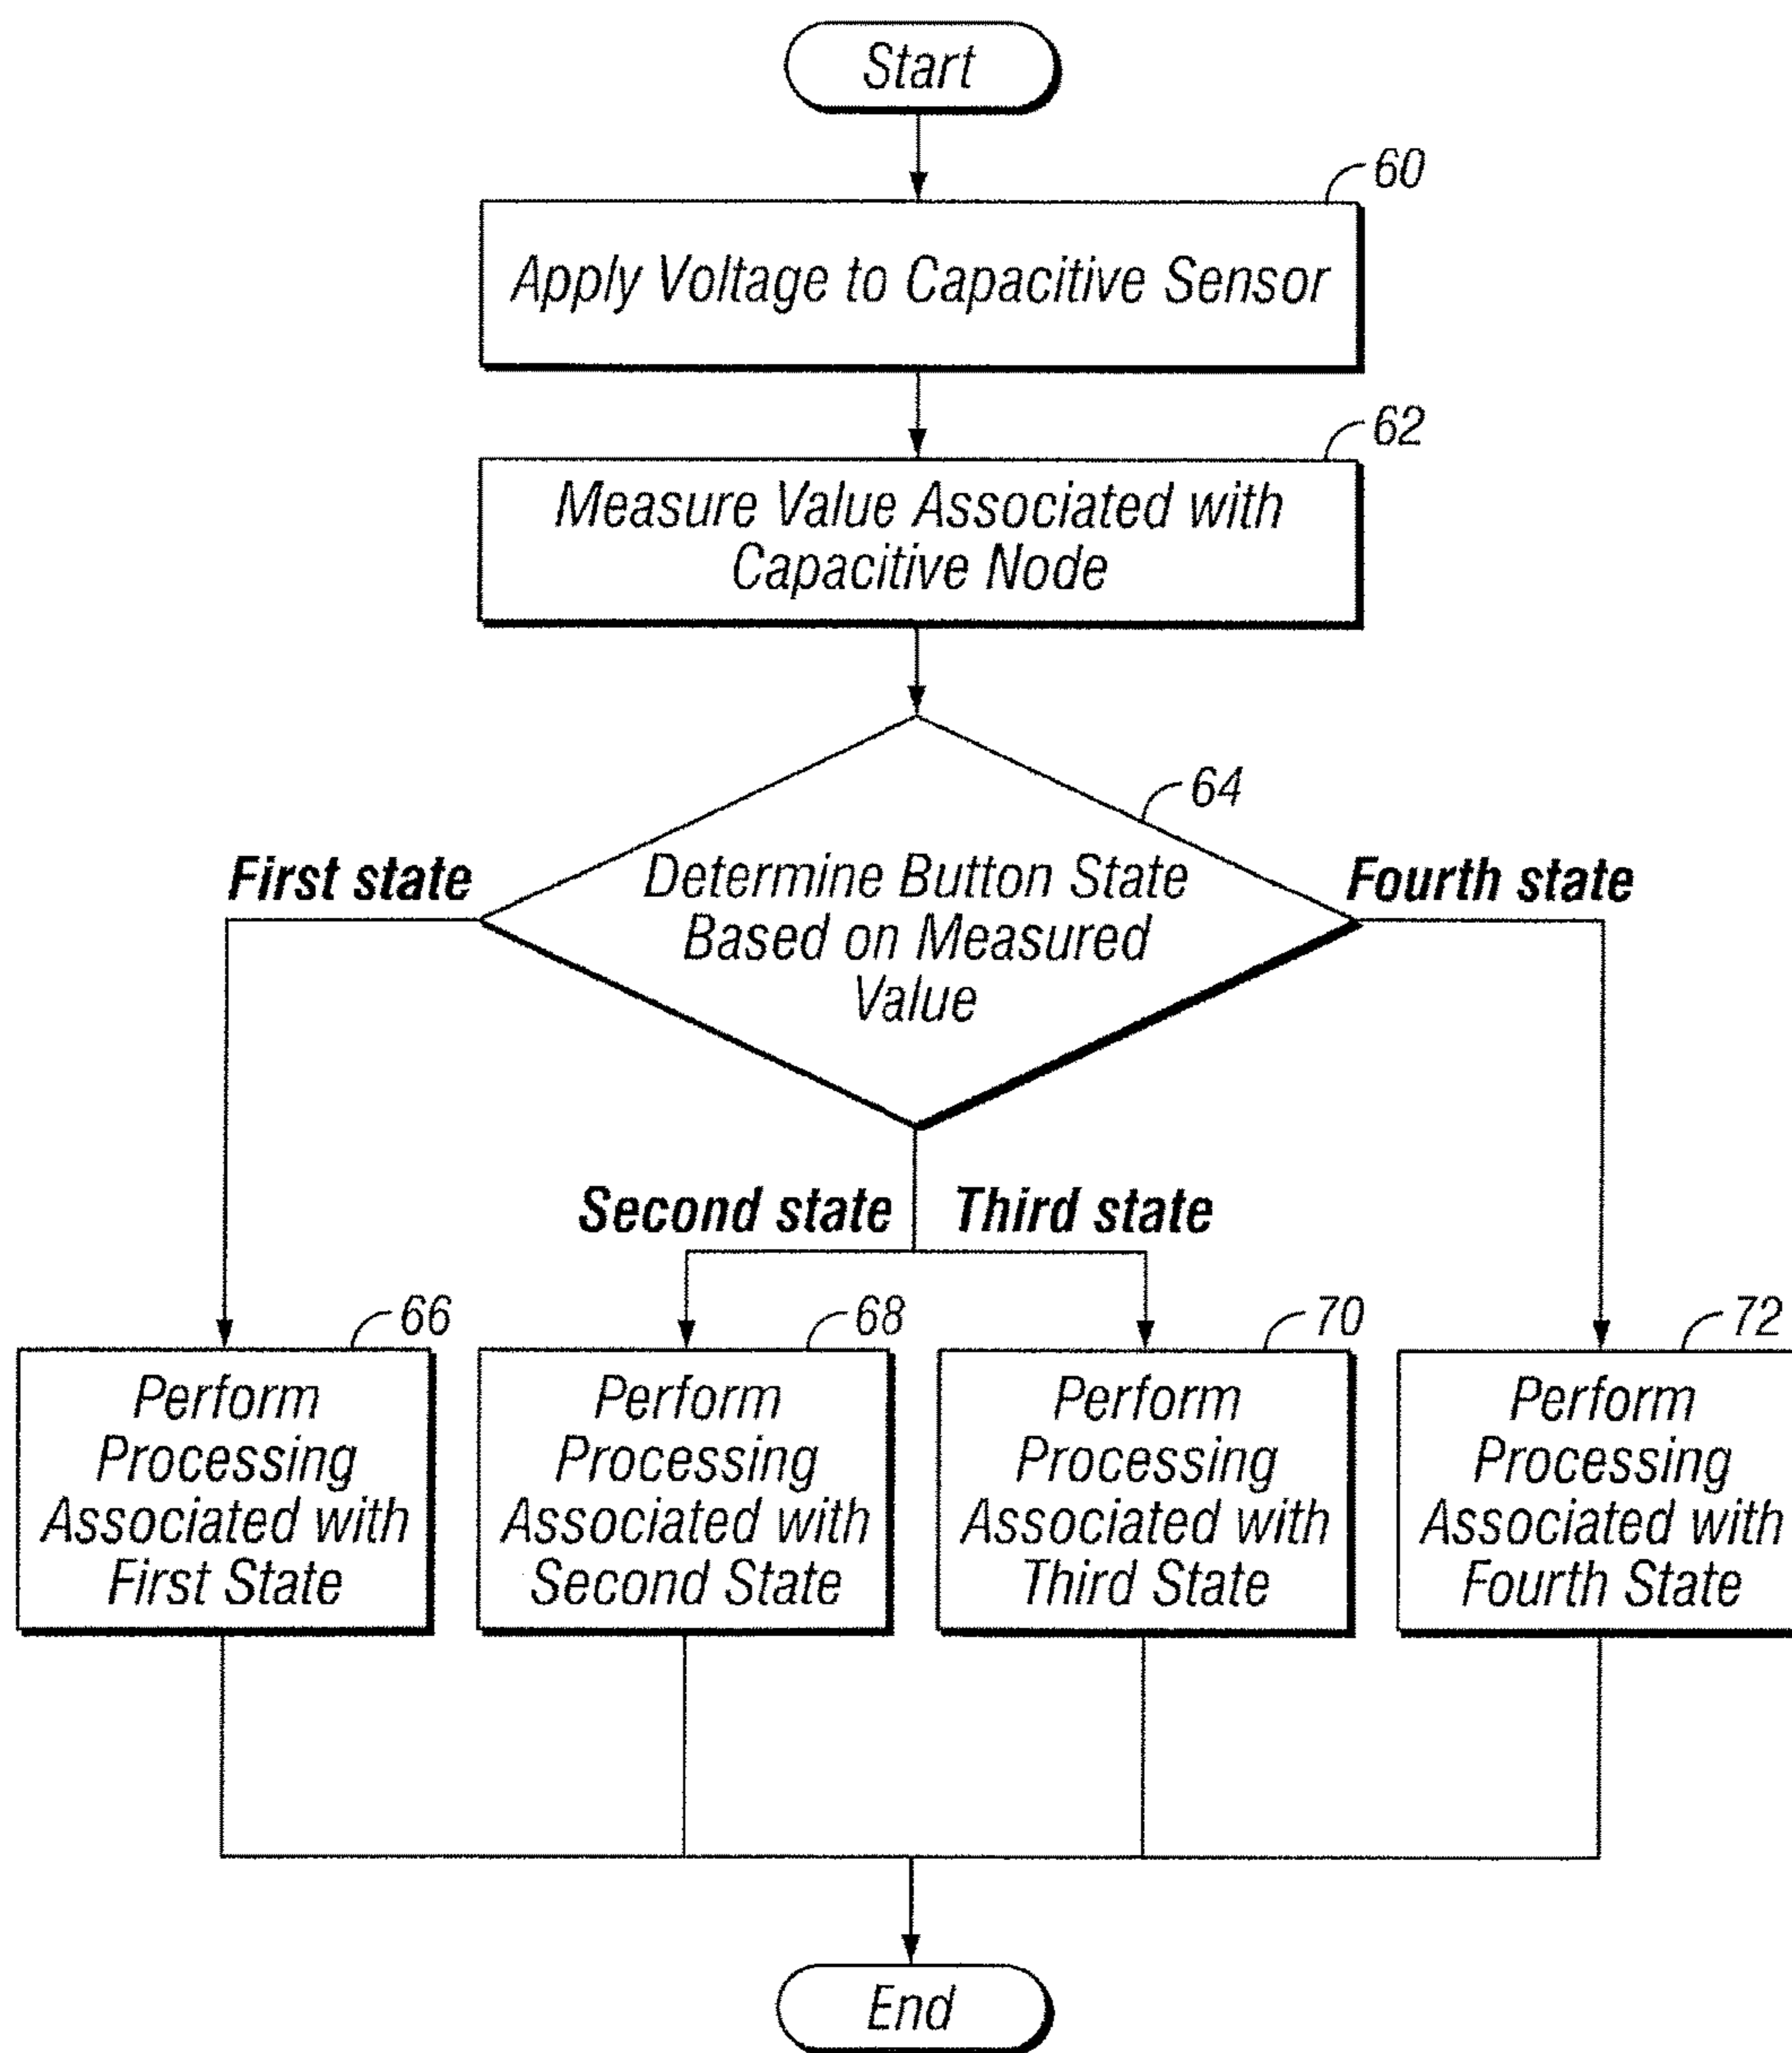 Start
60
Apply Voltage to Capacitive Sensor
62
Measure Value Associated with
Capacitive Node
64
Determine Button State
Based on Measured
Value
First state
Fourth state
Second state
Third state
66
Perform
Processing
Associated with
First State
68
Perform
Processing
Associated with
Second State
70
Perform
Processing
Associated with
Third State
72
Perform
Processing
Associated with
Fourth State
End